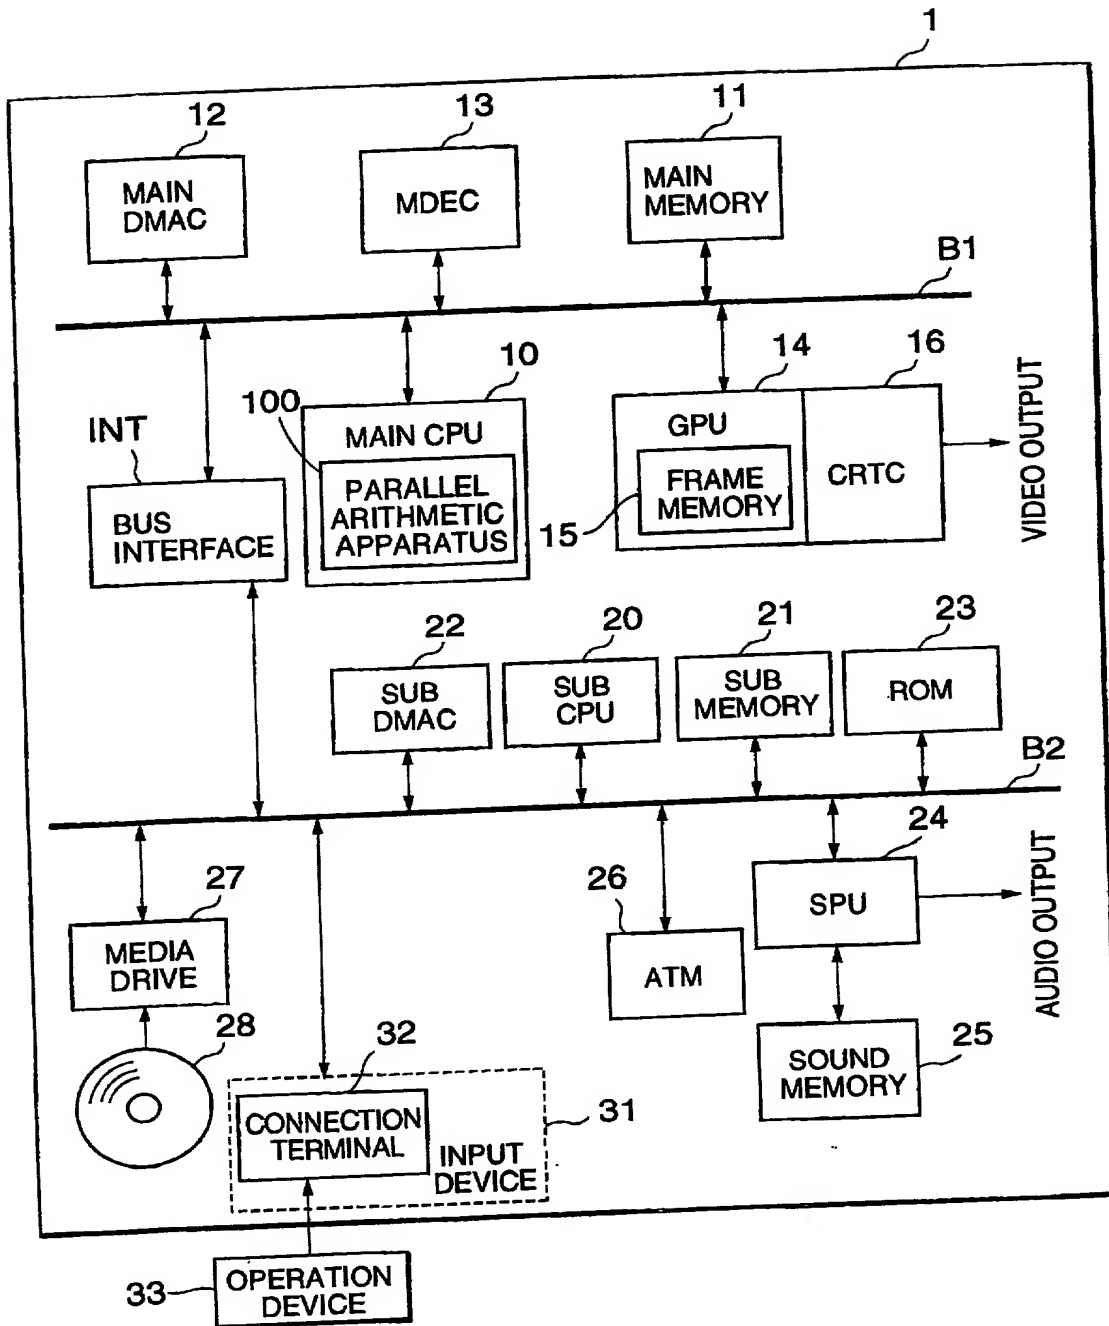 1
12
13
11
MAIN
DMAC
MDEC
MAIN
MEMORY
B1
10
14
16
100
INT
MAIN CPU
PARALLEL
ARITHMETIC
APPARATUS
GPU
FRAME
MEMORY
15
CRTC
VIDEO OUTPUT
BUS
INTERFACE
22
20
21
23
SUB
DMAC
SUB
CPU
SUB
MEMORY
ROM
B2
27
26
24
MEDIA
DRIVE
ATM
SPU
AUDIO OUTPUT
28
32
25
SOUND
MEMORY
CONNECTION
TERMINAL
31
INPUT
DEVICE
33
OPERATION
DEVICE